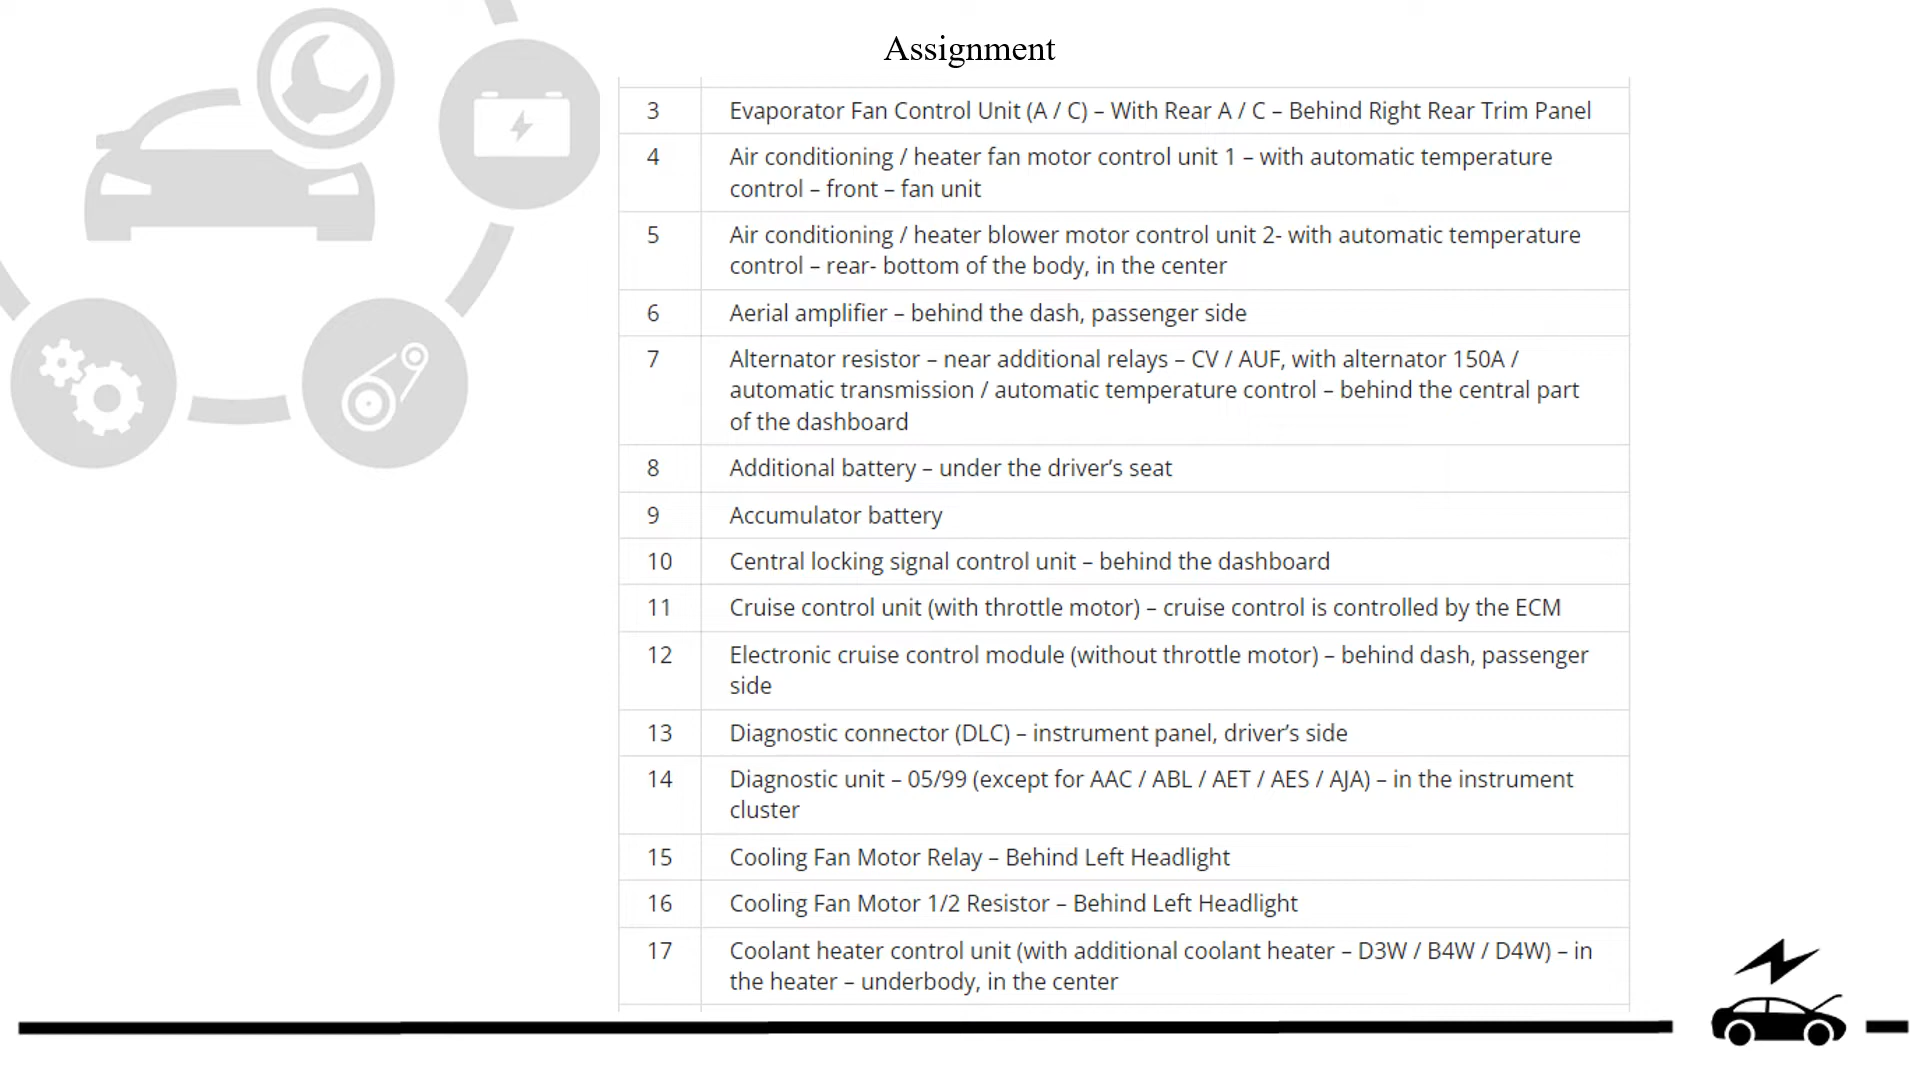 Assignment
3 Evaporator Fan Control Unit (A / C) – With Rear A / C – Behind Right Rear Trim Panel
4 Air conditioning / heater fan motor control unit 1 – with automatic temperature
control – front – fan unit
5 Air conditioning / heater blower motor control unit 2- with automatic temperature
control – rear- bottom of the body, in the center
6 Aerial amplifier – behind the dash, passenger side
7 Alternator resistor – near additional relays – CV / AUF, with alternator 150A /
automatic transmission / automatic temperature control – behind the central part
of the dashboard
8 Additional battery – under the driver’s seat
9 Accumulator battery
10 Central locking signal control unit – behind the dashboard
11 Cruise control unit (with throttle motor) – cruise control is controlled by the ECM
12 Electronic cruise control module (without throttle motor) – behind dash, passenger
side
13 Diagnostic connector (DLC) – instrument panel, driver’s side
14 Diagnostic unit – 05/99 (except for AAC / ABL / AET / AES / AJA) – in the instrument
cluster
15 Cooling Fan Motor Relay – Behind Left Headlight
16 Cooling Fan Motor 1/2 Resistor – Behind Left Headlight
17 Coolant heater control unit (with additional coolant heater – D3W / B4W / D4W) – in
the heater – underbody, in the center